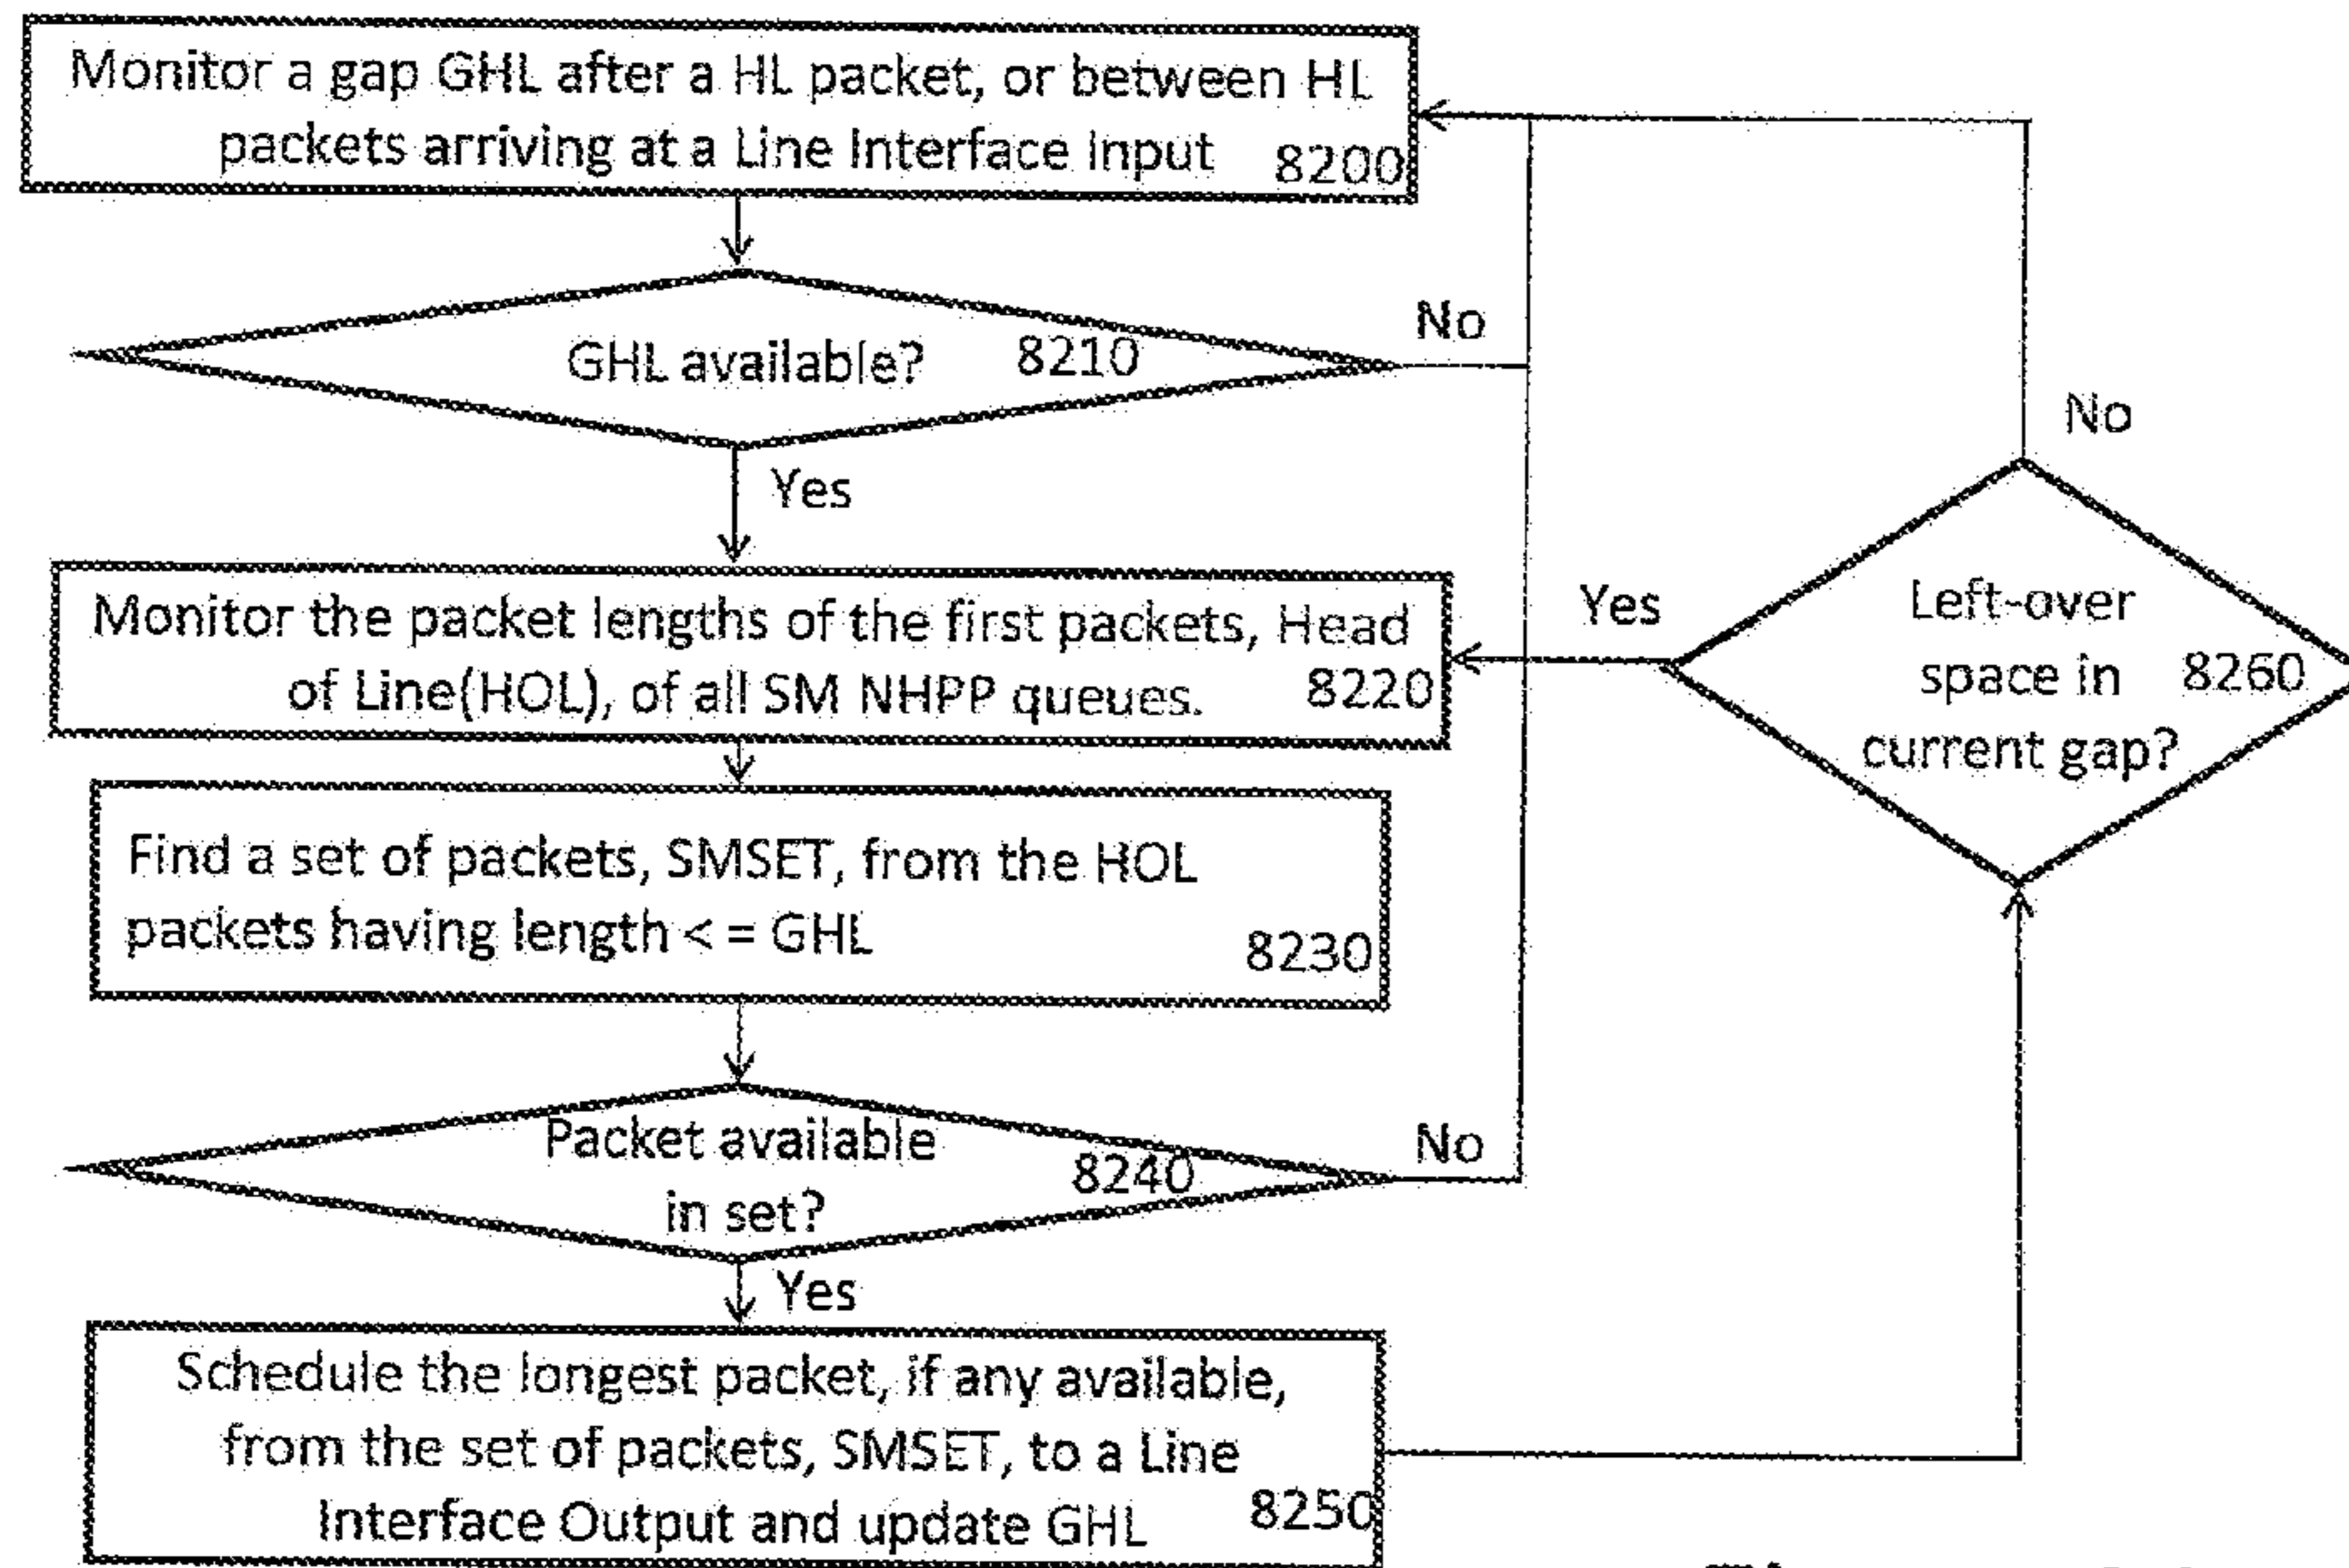 Monitor a gap GHL after a HL packet, or between HL
packets arriving at a Line Interface Input
8200
GHL available?
8210
No
Yes
Monitor the packet lengths of the first packets, Head
of Line(HOL), of all SM NHPP queues.
8220
Find a set of packets, SMSET, from the HOL
packets having length < = GHL
8230
Packet available
in set?
8240
No
Yes
Schedule the longest packet, if any available,
from the set of packets, SMSET, to a Line
Interface Output and update GHL
8250
No
Yes
Left-over
space in
current gap?
8260